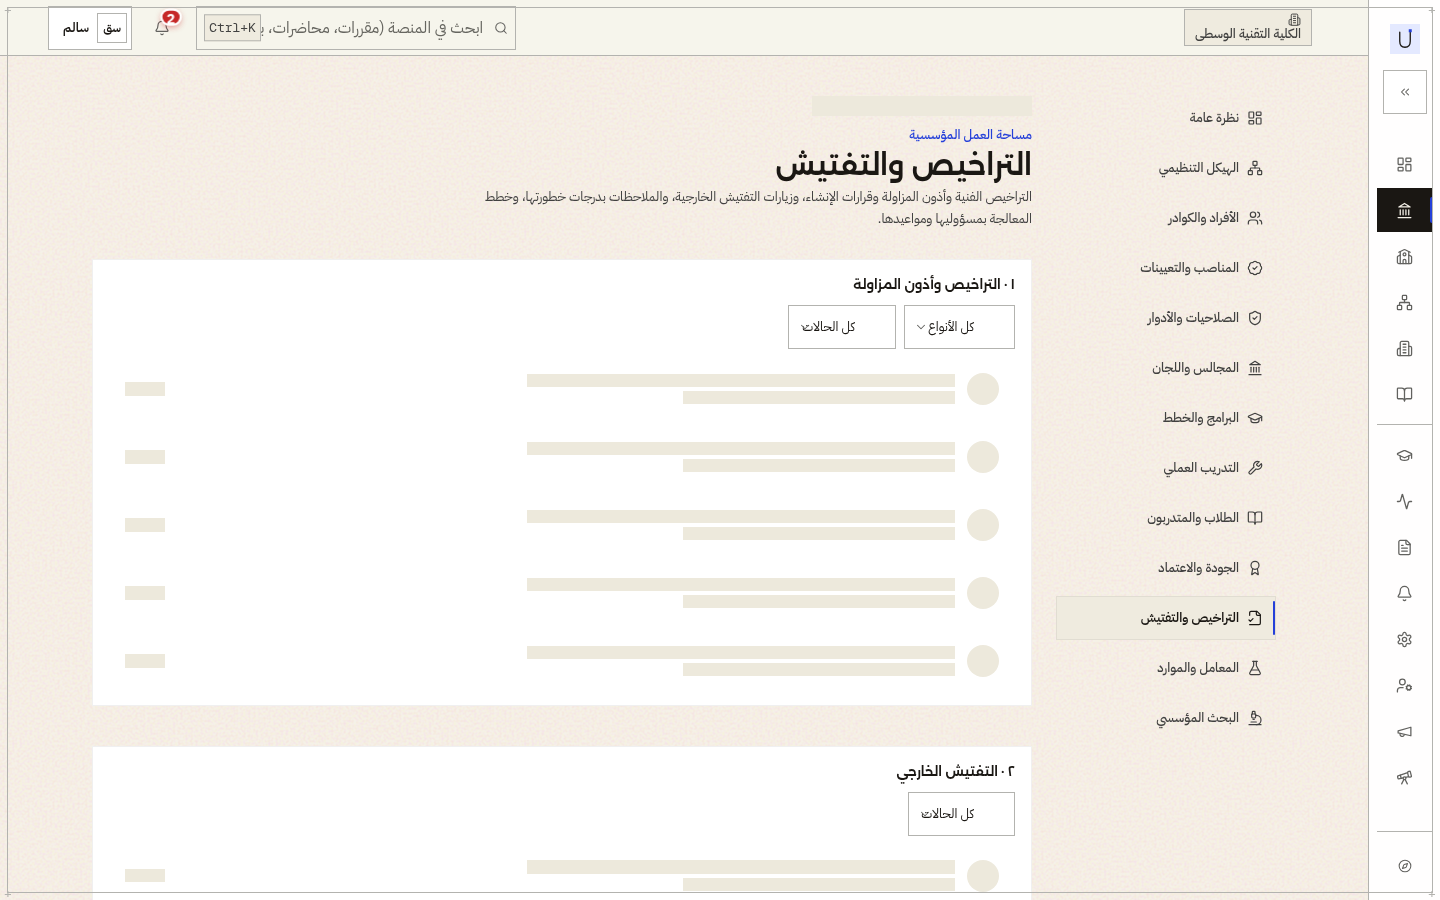 الكلية التقنية الوسطى
ابحث في المنصة (مقررات، محاضرات،
Ctrl+K
2
سق
سالم
نظرة عامة
الهيكل التنظيمي
الأفراد والكوادر
المناصب والتعيينات
الصلاحيات والأدوار
المجالس واللجان
البرامج والخطط
التدريب العملي
الطلاب والمتدربون
الجودة والاعتماد
التراخيص والتفتيش
المعامل والموارد
البحث المؤسسي
مساحة العمل المؤسسية
التراخيص والتفتيش
التراخيص الفنية وأذون المزاولة وقرارات الإنشاء، وزيارات التفتيش الخارجية، والملاحظات بدرجات خطورتها، وخطط
المعالجة بمسؤوليها ومواعيدها.
٠١ التراخيص وأذون المزاولة
كل الأنواع
كل الحالات
٠٢ التفتيش الخارجي
كل الحالات